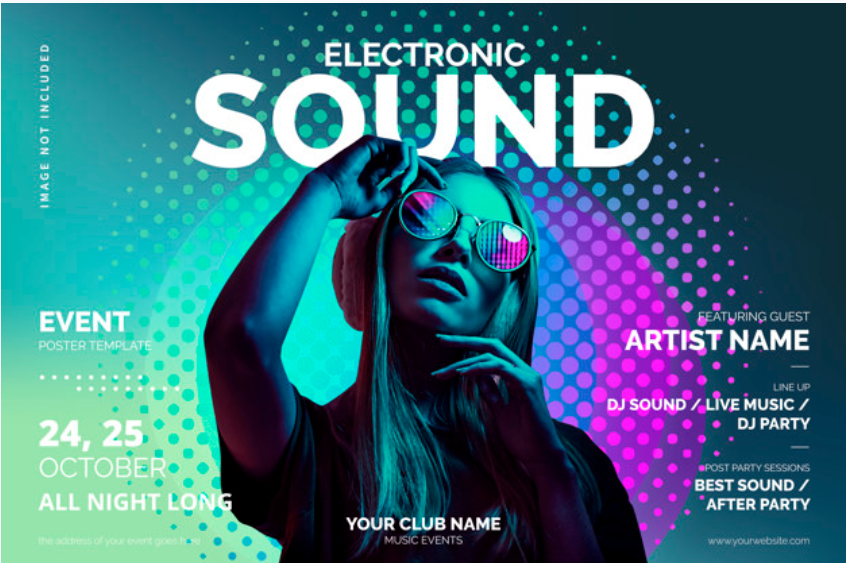 IMAGE NOT INCLUDED
ELECTRONIC
SOUND
EVENT
POSTER TEMPLATE
24, 25
OCTOBER
ALL NIGHT LONG
the address of your event goes here
YOUR CLUB NAME
MUSIC EVENTS
FEATURING GUEST
ARTIST NAME
LINE UP
DJ SOUND / LIVE MUSIC /
DJ PARTY
POST PARTY SESSIONS
BEST SOUND /
AFTER PARTY
www.yourwebsite.com